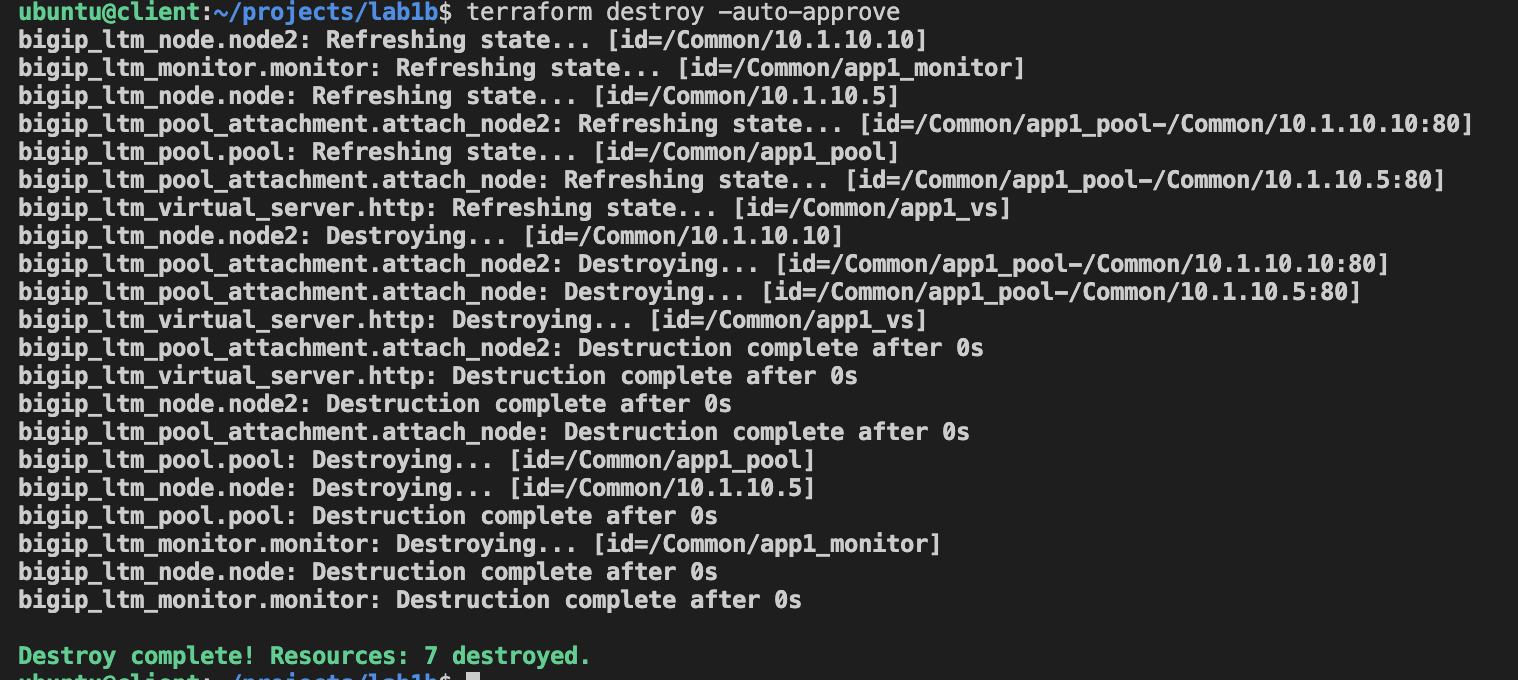 ubuntu@client:~/projects/lab1b$ terraform destroy -auto-approve
bigip_ltm_node.node2: Refreshing state... [id=/Common/10.1.10.10]
bigip_ltm_monitor.monitor: Refreshing state... [id=/Common/app1_monitor]
bigip_ltm_node.node: Refreshing state... [id=/Common/10.1.10.5]
bigip_ltm_pool_attachment.attach_node2: Refreshing state... [id=/Common/app1_pool-/Common/10.1.10.10:80]
bigip_ltm_pool.pool: Refreshing state... [id=/Common/app1_pool]
bigip_ltm_pool_attachment.attach_node: Refreshing state... [id=/Common/app1_pool-/Common/10.1.10.5:80]
bigip_ltm_virtual_server.http: Refreshing state... [id=/Common/app1_vs]
bigip_ltm_node.node2: Destroying... [id=/Common/10.1.10.10]
bigip_ltm_pool_attachment.attach_node2: Destroying... [id=/Common/app1_pool-/Common/10.1.10.10:80]
bigip_ltm_pool_attachment.attach_node: Destroying... [id=/Common/app1_pool-/Common/10.1.10.5:80]
bigip_ltm_virtual_server.http: Destroying... [id=/Common/app1_vs]
bigip_ltm_pool_attachment.attach_node2: Destruction complete after 0s
bigip_ltm_virtual_server.http: Destruction complete after 0s
bigip_ltm_node.node2: Destruction complete after 0s
bigip_ltm_pool_attachment.attach_node: Destruction complete after 0s
bigip_ltm_pool.pool: Destroying... [id=/Common/app1_pool]
bigip_ltm_node.node: Destroying... [id=/Common/10.1.10.5]
bigip_ltm_pool.pool: Destruction complete after 0s
bigip_ltm_monitor.monitor: Destroying... [id=/Common/app1_monitor]
bigip_ltm_node.node: Destruction complete after 0s
bigip_ltm_monitor.monitor: Destruction complete after 0s
Destroy complete! Resources: 7 destroyed.
ubuntu@client:~/projects/lab1b$